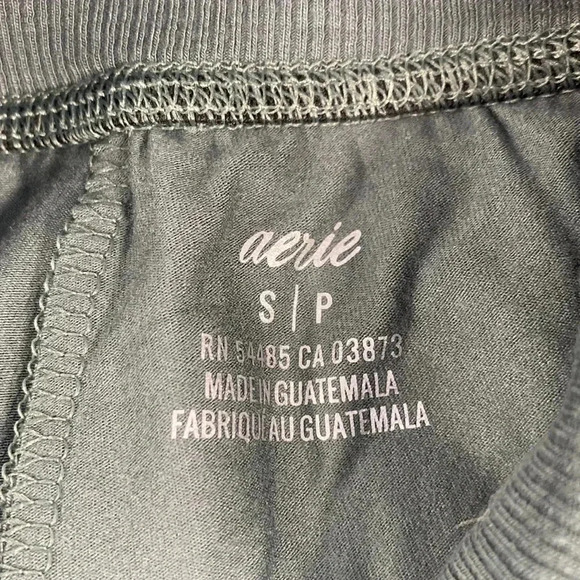 aerie
S | P
RN 54485 CA 03873
MADE IN GUATEMALA
FABRIQUÉ AU GUATEMALA